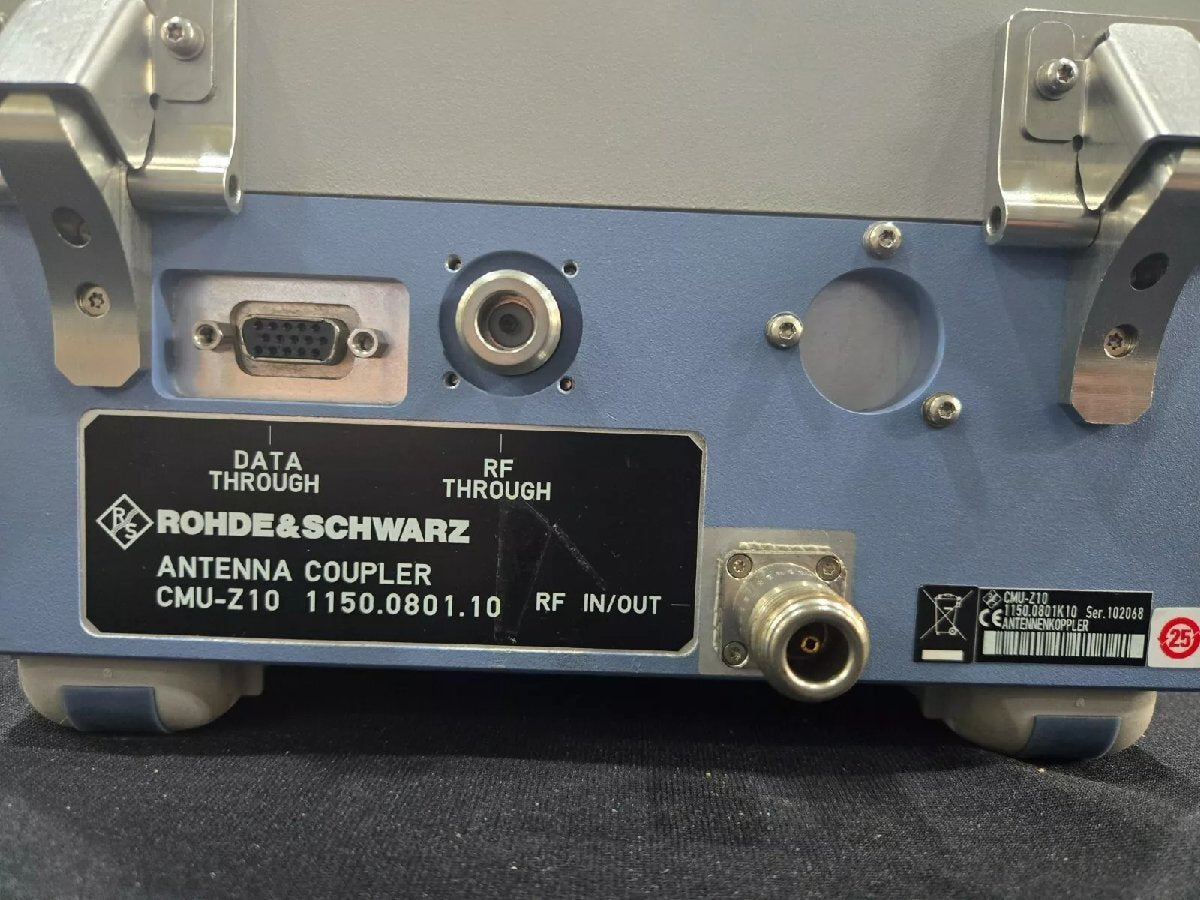 DATA
THROUGH
RF
THROUGH
R/S
ROHDE&SCHWARZ
ANTENNA COUPLER
CMU-Z10 1150.0801.10
RF IN/OUT
CMU-Z10
1150.0801K10 Ser.102068
CE ANTENNENKOPPLER
25